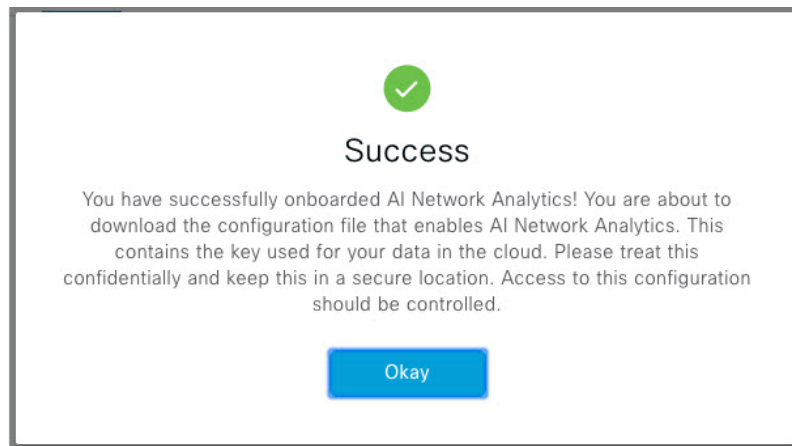 Success
You have successfully onboarded AI Network Analytics! You are about to
download the configuration file that enables AI Network Analytics. This
contains the key used for your data in the cloud. Please treat this
confidentially and keep this in a secure location. Access to this configuration
should be controlled.
Okay